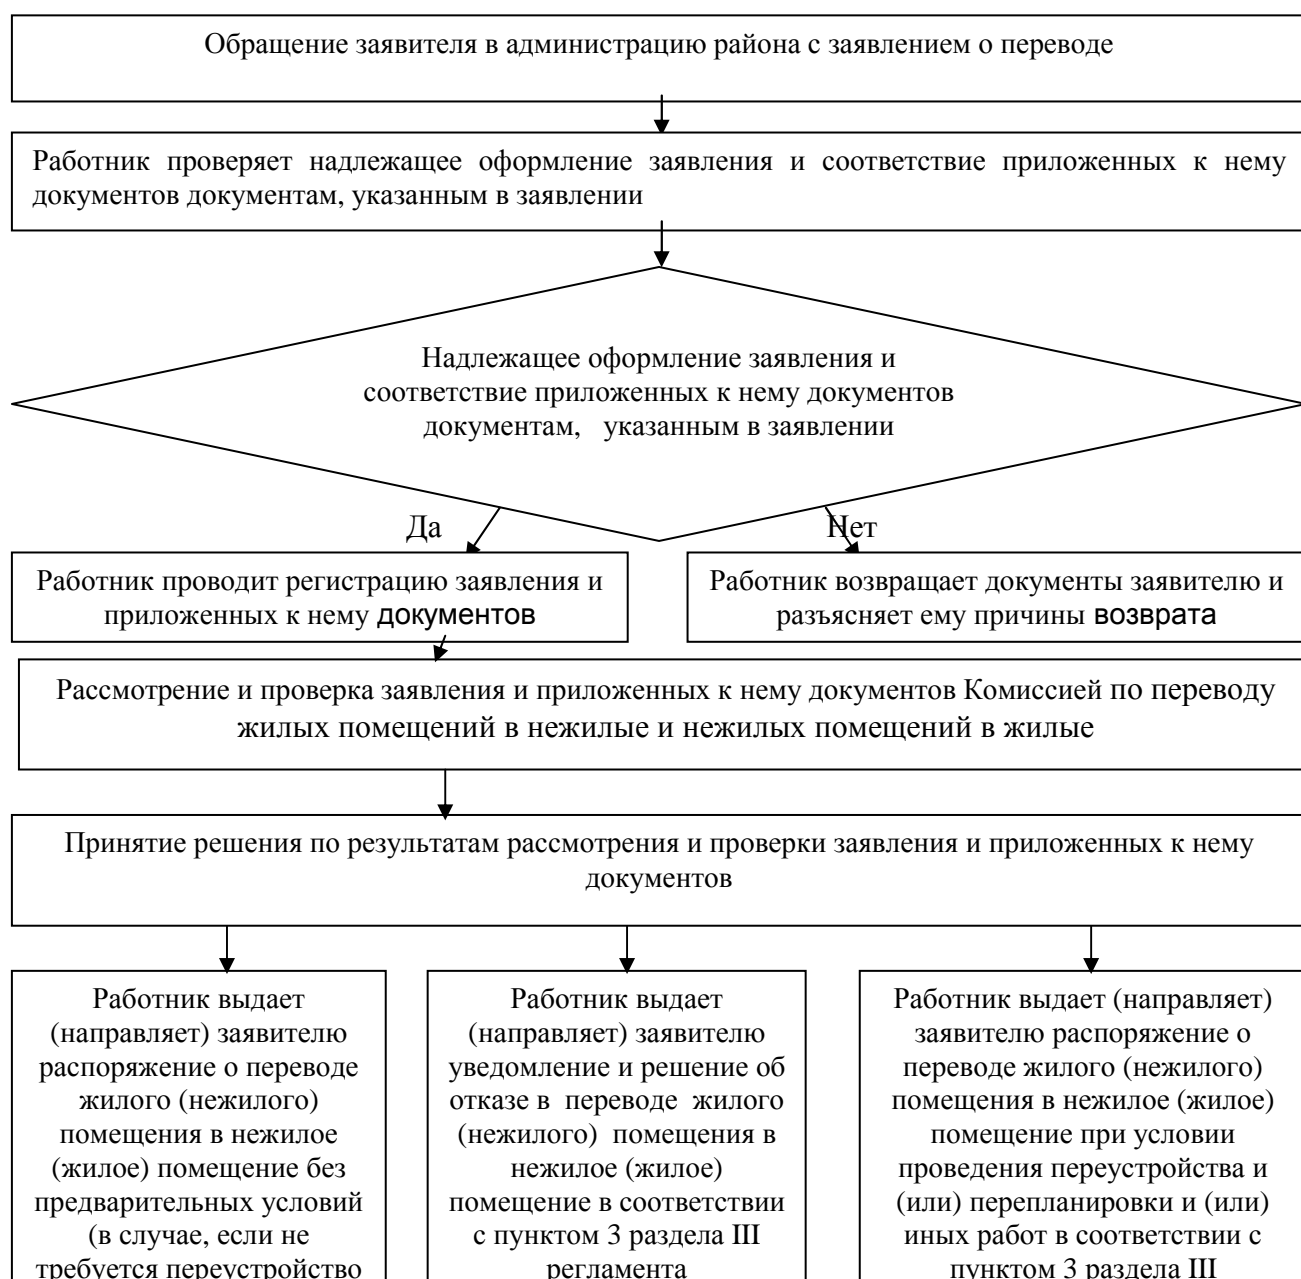 Обращение заявителя в администрацию района с заявлением о переводе
Работник проверяет надлежащее оформление заявления и соответствие приложенных к нему
документов документам, указанным в заявлении
Надлежащее оформление заявления и
соответствие приложенных к нему документов
документам, указанным в заявлении
Да
Нет
Работник проводит регистрацию заявления и
приложенных к нему документов
Работник возвращает документы заявителю и
разъясняет ему причины возврата
Рассмотрение и проверка заявления и приложенных к нему документов Комиссией по переводу
жилых помещений в нежилые и нежилых помещений в жилые
Принятие решения по результатам рассмотрения и проверки заявления и приложенных к нему
документов
Работник выдает
(направляет) заявителю
распоряжение о переводе
жилого (нежилого)
помещения в нежилое
(жилое) помещение без
предварительных условий
(в случае, если не
требуется переустройство
Работник выдает
(направляет) заявителю
уведомление и решение об
отказе в переводе жилого
(нежилого) помещения в
нежилое (жилое)
помещение в соответствии
с пунктом 3 раздела III
регламента
Работник выдает (направляет)
заявителю распоряжение о
переводе жилого (нежилого)
помещения в нежилое (жилое)
помещение при условии
проведения переустройства и
(или) перепланировки и (или)
иных работ в соответствии с
пунктом 3 раздела III